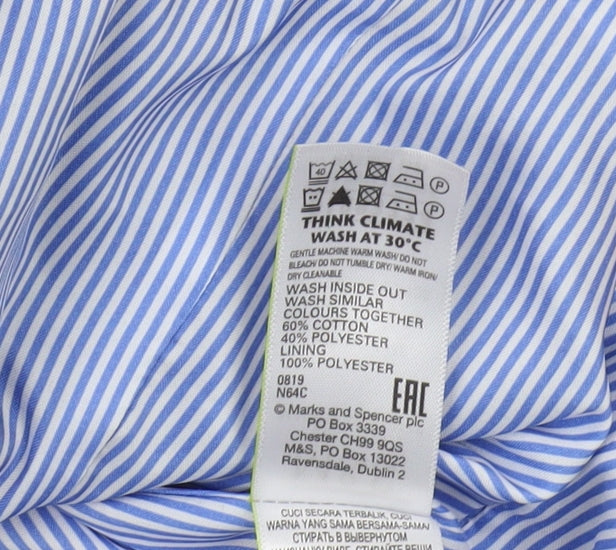 40 P
P
THINK CLIMATE
WASH AT 30°C
GENTLE MACHINE WARM WASH/ DO NOT
BLEACH/ DO NOT TUMBLE DRY/ WARM IRON/
DRY CLEANABLE
WASH INSIDE OUT
WASH SIMILAR
COLOURS TOGETHER
60% COTTON
40% POLYESTER
LINING
100% POLYESTER
0819
N64C
EAC
© Marks and Spencer plc
PO Box 3339
Chester CH99 9QS
M&S, PO Box 13022
Ravensdale, Dublin 2
CUCI SECARA TERBALIK, CUCI
WARNA YANG SAMA BERSAMA-SAMA/
СТИРАТЬ В ВЫВЕРНУТОМ